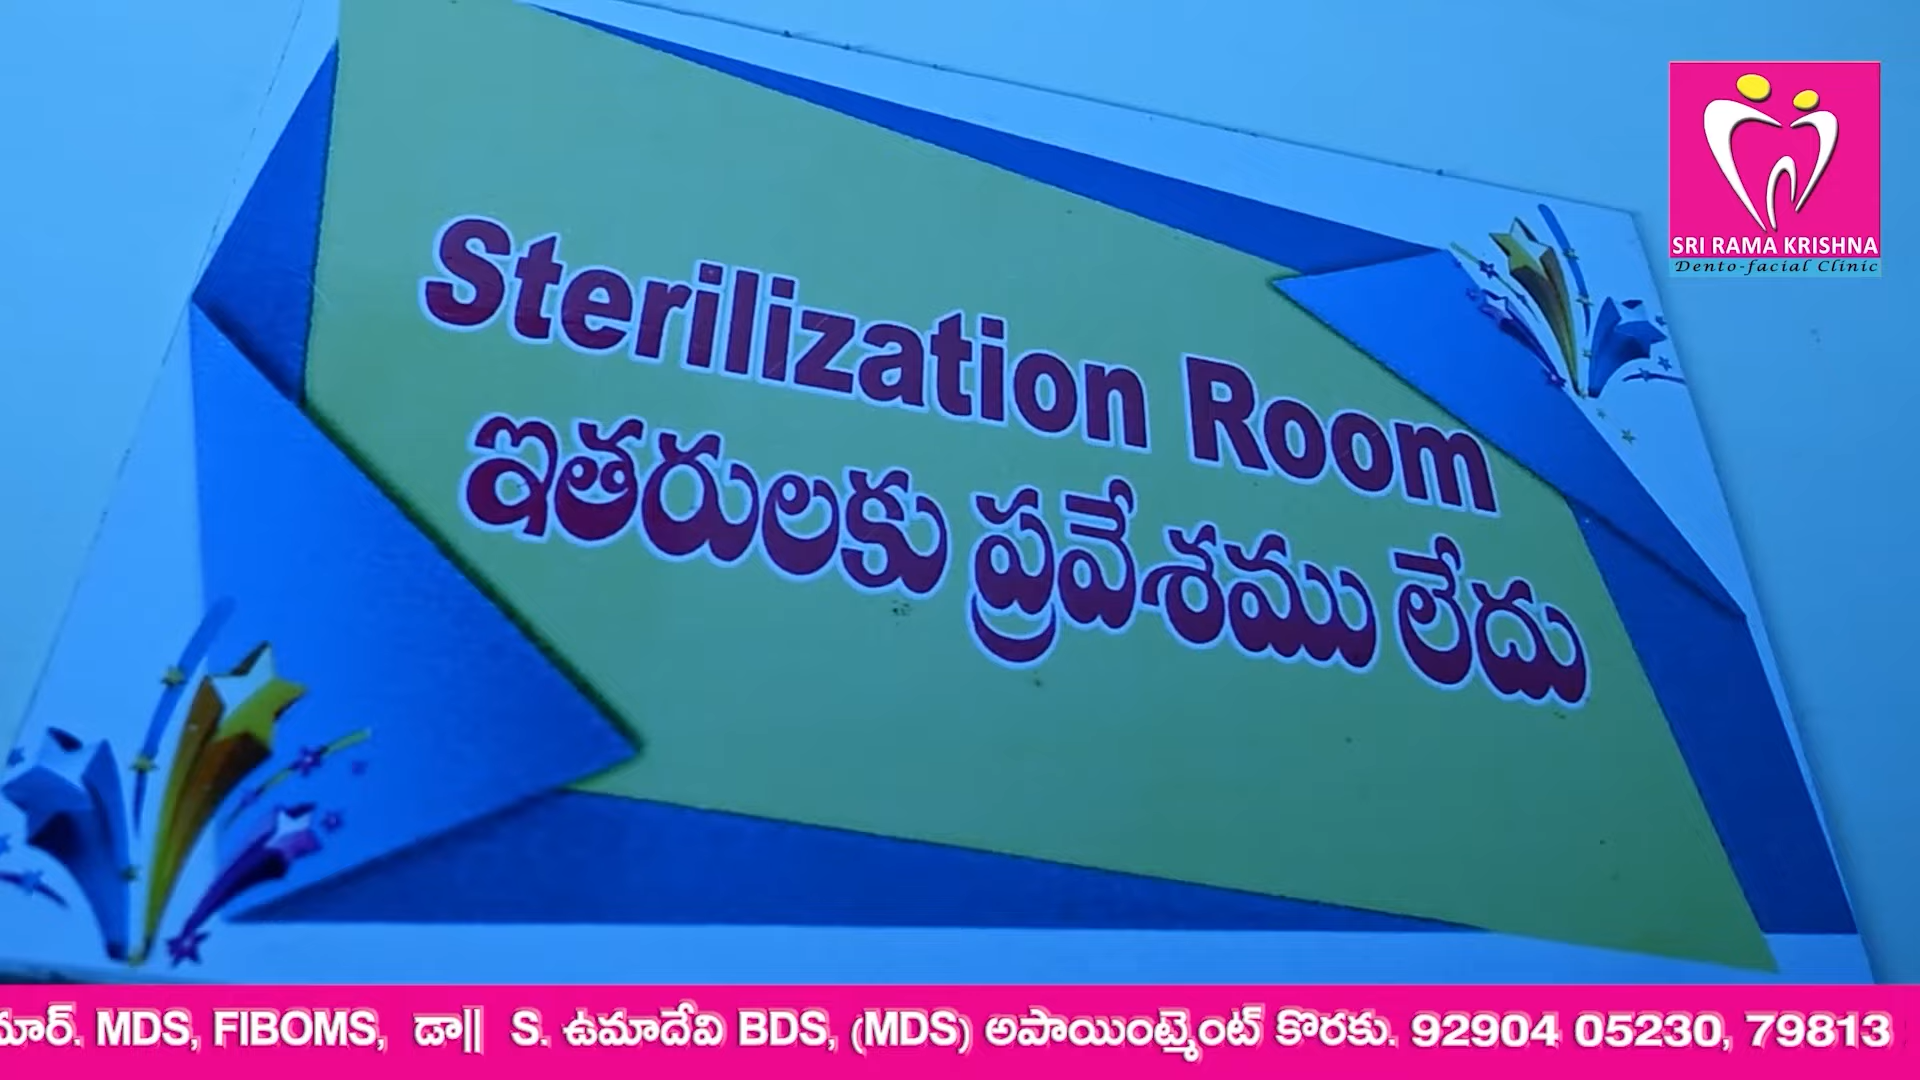 SRI RAMA KRISHNA
Dento-facial Clinic
Sterilization Room
ఇతరులకు ప్రవేశము లేదు
మార్. MDS, FIBOMS, డా|| S. ఉమాదేవి BDS, (MDS) అపాయింట్మెంట్ కొరకు. 92904 05230, 79813